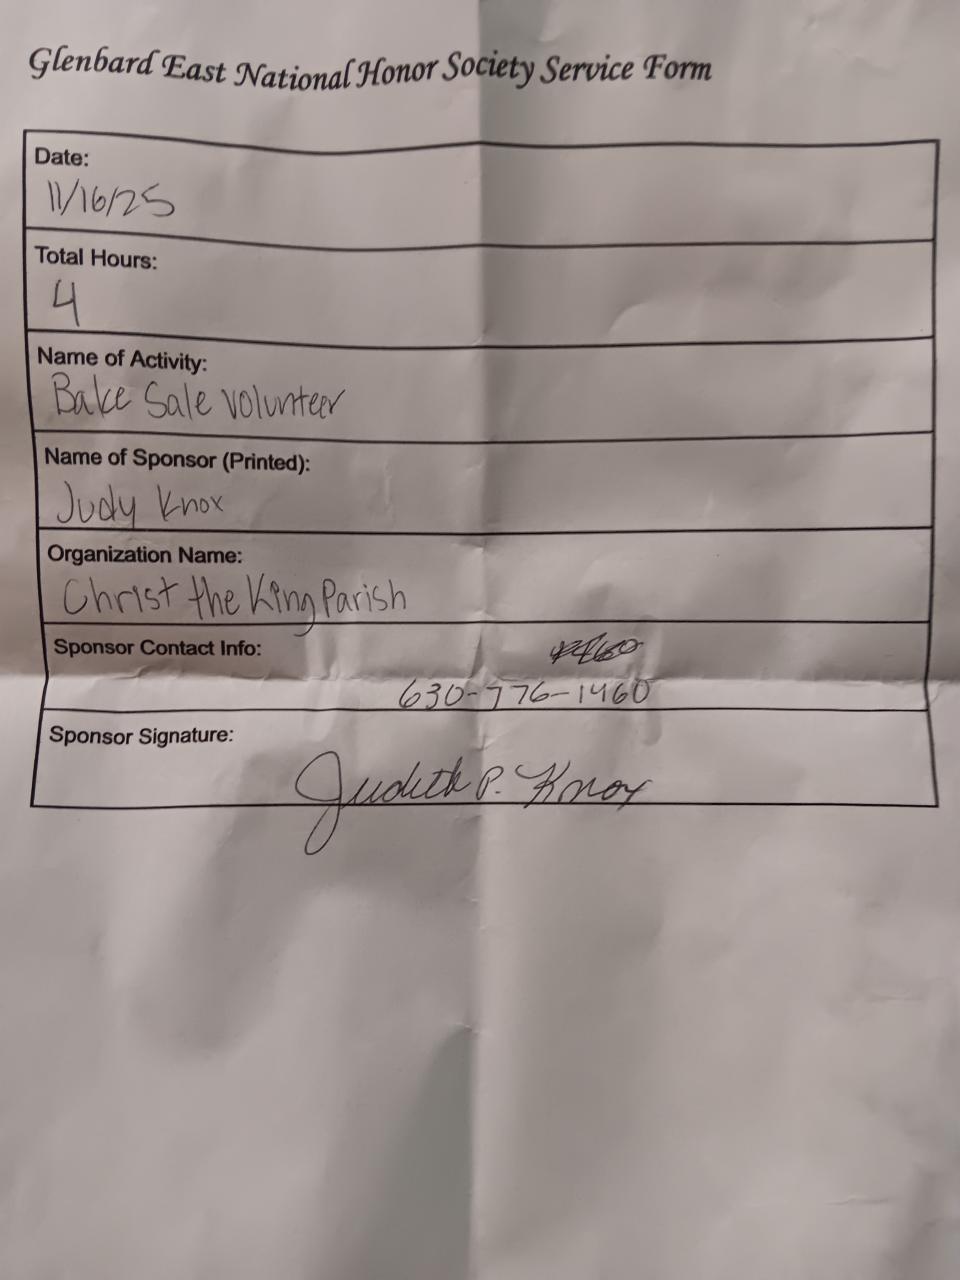 Glenbard East National Honor Society Service Form
Date:
11/16/25
Total Hours:
4
Name of Activity:
Bake Sale Volunteer
Name of Sponsor (Printed):
Judy Knox
Organization Name:
Christ the King Parish
Sponsor Contact Info:
630-776-1460
Sponsor Signature:
Judith P. Knox